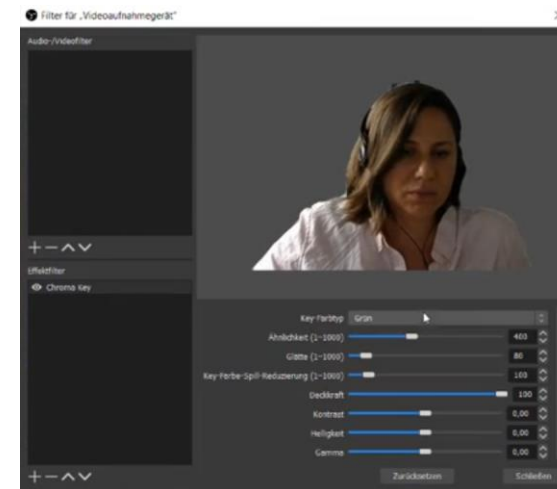 Filter für „Videoaufnahmegerät“
Audio-/Videofilter
Effektfilter
Chroma Key
Key-Farbtyp Grün
Ähnlichkeit (1-1000) 400
Glätte (1-1000) 80
Key-Farbe-Spill-Reduzierung (1-1000) 100
Deckkraft 100
Kontrast 0,00
Helligkeit 0,00
Gamma 0,00
Zurücksetzen Schließen